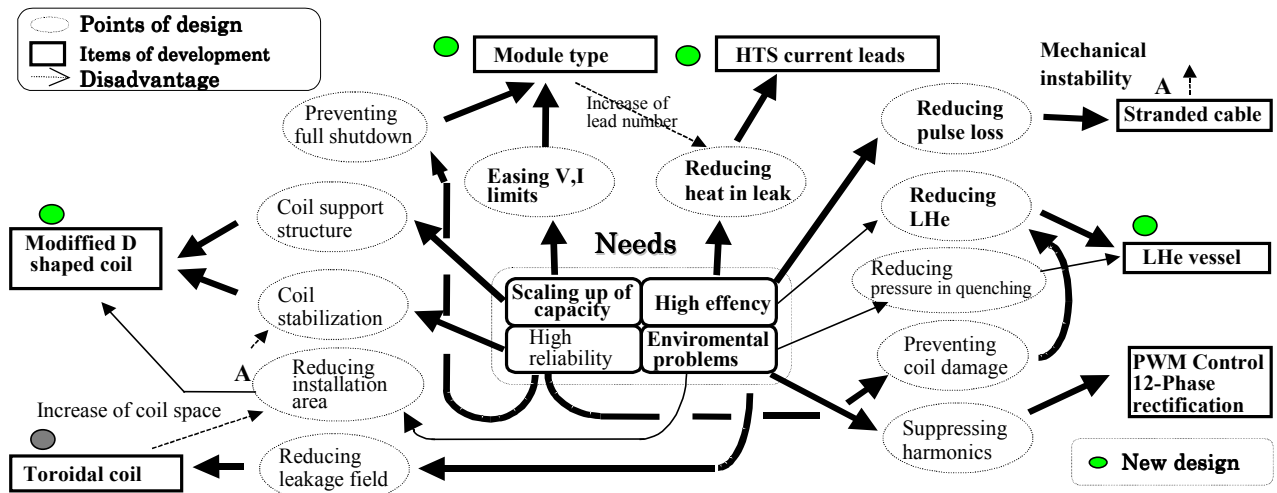 Points of design
Items of development
Disadvantage
Module type
HTS current leads
Mechanical
instability
A
Stranded cable
Increase of
lead number
Preventing
full shutdown
Reducing
pulse loss
Easing V,I
limits
Reducing
heat in leak
Coil support
structure
Reducing
LHe
Modiffied D
shaped coil
Needs
LHe vessel
Reducing
pressure in quenching
Scaling up of
capacity
High effency
Coil
stabilization
High
reliability
Enviromental
problems
Preventing
coil damage
A
Reducing
installation
area
PWM Control
12-Phase
rectification
Increase of coil space
Suppressing
harmonics
Toroidal coil
Reducing
leakage field
New design